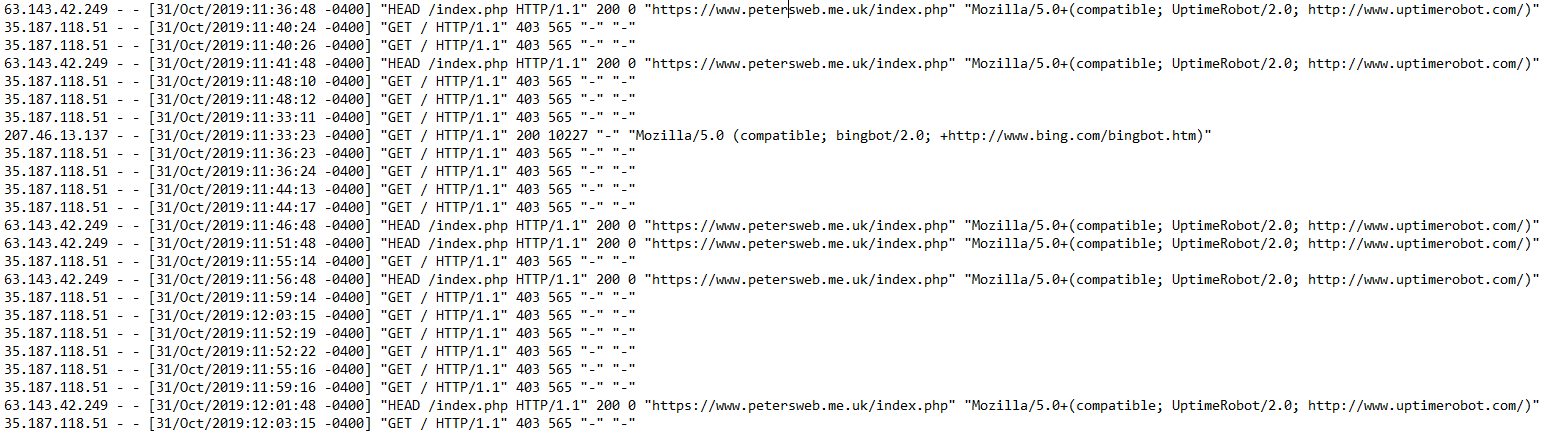 63.143.42.249 - - [31/Oct/2019:11:36:48 -0400] "HEAD /index.php HTTP/1.1" 200 0 "https://www.petersweb.me.uk/index.php" "Mozilla/5.0+(compatible; UptimeRobot/2.0; http://www.uptimerobot.com/)"
35.187.118.51 - - [31/Oct/2019:11:40:24 -0400] "GET / HTTP/1.1" 403 565 "-" "-"
35.187.118.51 - - [31/Oct/2019:11:40:26 -0400] "GET / HTTP/1.1" 403 565 "-" "-"
63.143.42.249 - - [31/Oct/2019:11:41:48 -0400] "HEAD /index.php HTTP/1.1" 200 0 "https://www.petersweb.me.uk/index.php" "Mozilla/5.0+(compatible; UptimeRobot/2.0; http://www.uptimerobot.com/)"
35.187.118.51 - - [31/Oct/2019:11:48:10 -0400] "GET / HTTP/1.1" 403 565 "-" "-"
35.187.118.51 - - [31/Oct/2019:11:48:12 -0400] "GET / HTTP/1.1" 403 565 "-" "-"
35.187.118.51 - - [31/Oct/2019:11:33:11 -0400] "GET / HTTP/1.1" 403 565 "-" "-"
207.46.13.137 - - [31/Oct/2019:11:33:23 -0400] "GET / HTTP/1.1" 200 10227 "-" "Mozilla/5.0 (compatible; bingbot/2.0; +http://www.bing.com/bingbot.htm)"
35.187.118.51 - - [31/Oct/2019:11:36:23 -0400] "GET / HTTP/1.1" 403 565 "-" "-"
35.187.118.51 - - [31/Oct/2019:11:36:24 -0400] "GET / HTTP/1.1" 403 565 "-" "-"
35.187.118.51 - - [31/Oct/2019:11:44:13 -0400] "GET / HTTP/1.1" 403 565 "-" "-"
35.187.118.51 - - [31/Oct/2019:11:44:17 -0400] "GET / HTTP/1.1" 403 565 "-" "-"
63.143.42.249 - - [31/Oct/2019:11:46:48 -0400] "HEAD /index.php HTTP/1.1" 200 0 "https://www.petersweb.me.uk/index.php" "Mozilla/5.0+(compatible; UptimeRobot/2.0; http://www.uptimerobot.com/)"
63.143.42.249 - - [31/Oct/2019:11:51:48 -0400] "HEAD /index.php HTTP/1.1" 200 0 "https://www.petersweb.me.uk/index.php" "Mozilla/5.0+(compatible; UptimeRobot/2.0; http://www.uptimerobot.com/)"
35.187.118.51 - - [31/Oct/2019:11:55:14 -0400] "GET / HTTP/1.1" 403 565 "-" "-"
63.143.42.249 - - [31/Oct/2019:11:56:48 -0400] "HEAD /index.php HTTP/1.1" 200 0 "https://www.petersweb.me.uk/index.php" "Mozilla/5.0+(compatible; UptimeRobot/2.0; http://www.uptimerobot.com/)"
35.187.118.51 - - [31/Oct/2019:11:59:14 -0400] "GET / HTTP/1.1" 403 565 "-" "-"
35.187.118.51 - - [31/Oct/2019:12:03:15 -0400] "GET / HTTP/1.1" 403 565 "-" "-"
35.187.118.51 - - [31/Oct/2019:11:52:19 -0400] "GET / HTTP/1.1" 403 565 "-" "-"
35.187.118.51 - - [31/Oct/2019:11:52:22 -0400] "GET / HTTP/1.1" 403 565 "-" "-"
35.187.118.51 - - [31/Oct/2019:11:55:16 -0400] "GET / HTTP/1.1" 403 565 "-" "-"
35.187.118.51 - - [31/Oct/2019:11:59:16 -0400] "GET / HTTP/1.1" 403 565 "-" "-"
63.143.42.249 - - [31/Oct/2019:12:01:48 -0400] "HEAD /index.php HTTP/1.1" 200 0 "https://www.petersweb.me.uk/index.php" "Mozilla/5.0+(compatible; UptimeRobot/2.0; http://www.uptimerobot.com/)"
35.187.118.51 - - [31/Oct/2019:12:03:15 -0400] "GET / HTTP/1.1" 403 565 "-" "-"